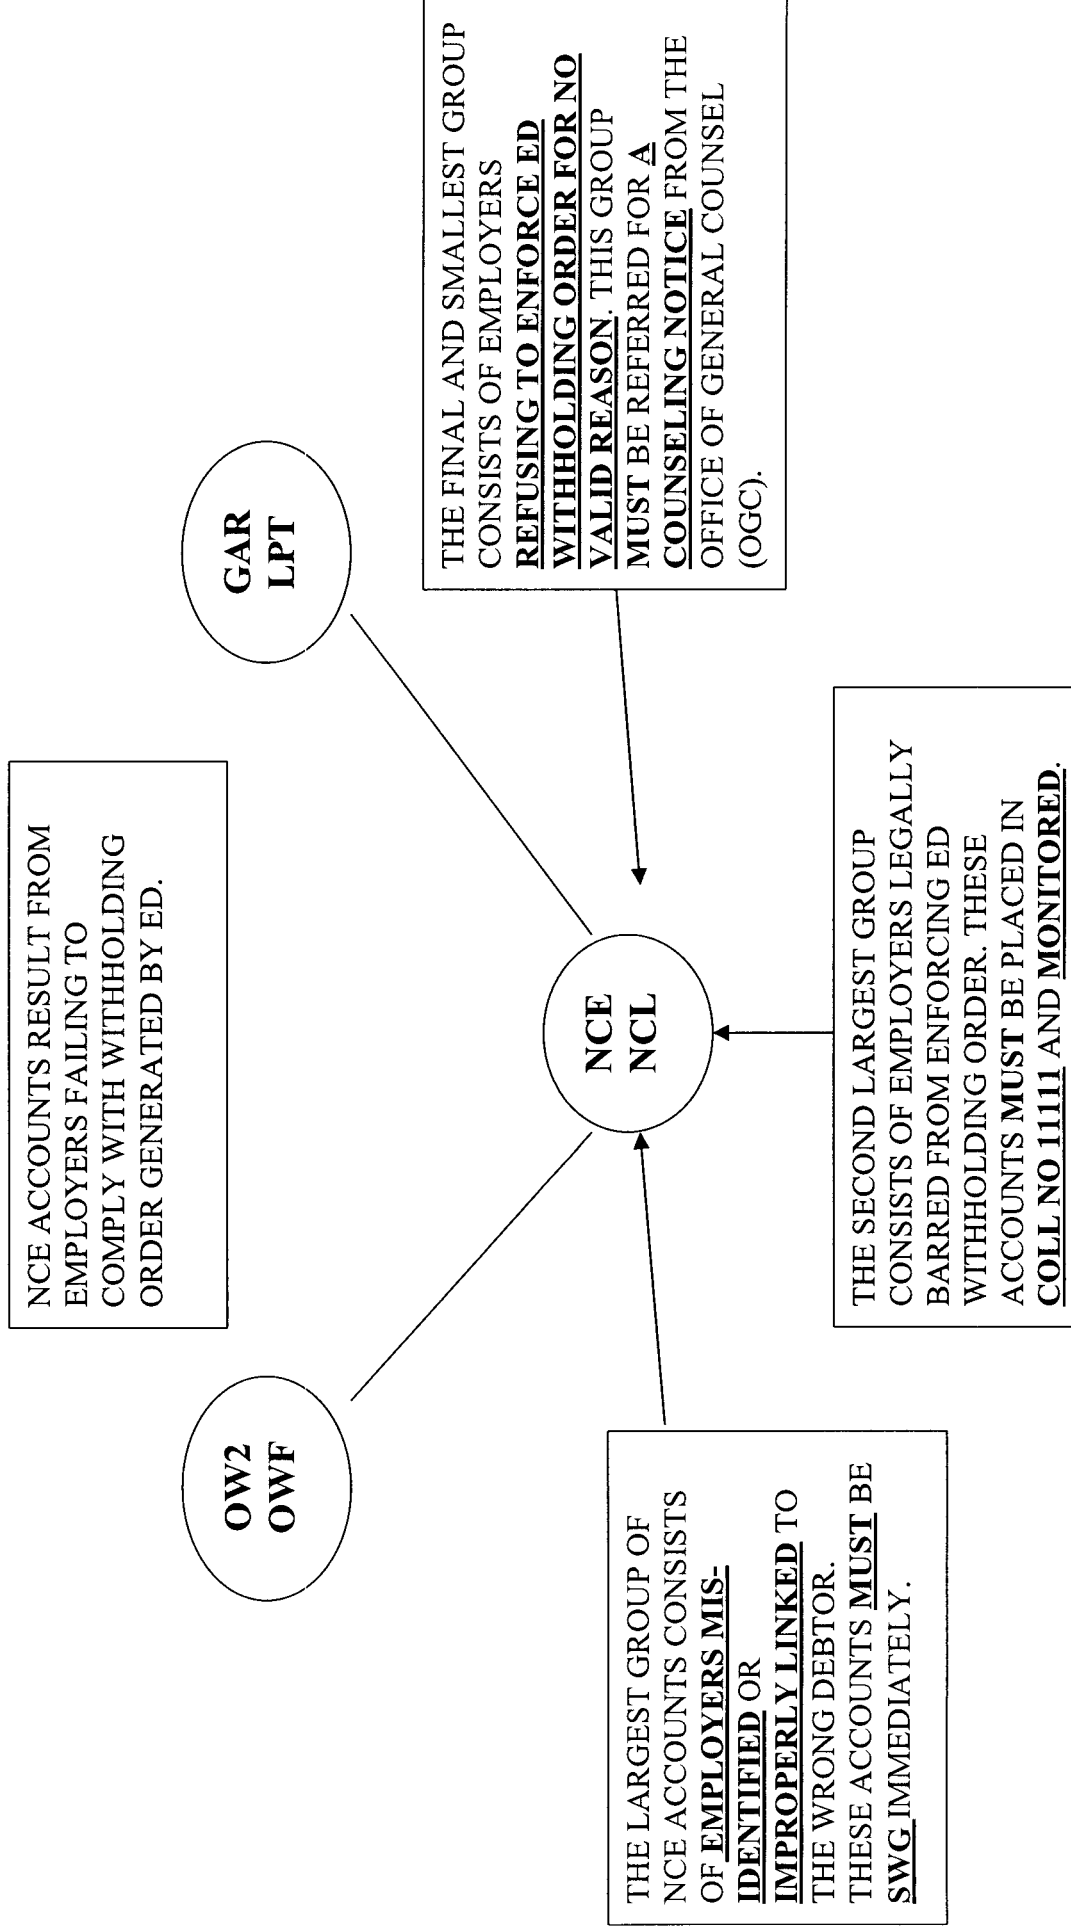 NCE ACCOUNTS RESULT FROM
EMPLOYERS FAILING TO
COMPLY WITH WITHHOLDING
ORDER GENERATED BY ED.
OW2
OWF
GAR
LPT
NCE
NCL
THE LARGEST GROUP OF
NCE ACCOUNTS CONSISTS
OF EMPLOYERS MIS-
IDENTIFIED OR
IMPROPERLY LINKED TO
THE WRONG DEBTOR.
THESE ACCOUNTS MUST BE
SWG IMMEDIATELY.
THE SECOND LARGEST GROUP
CONSISTS OF EMPLOYERS LEGALLY
BARRED FROM ENFORCING ED
WITHHOLDING ORDER. THESE
ACCOUNTS MUST BE PLACED IN
COLL NO 11111 AND MONITORED.
THE FINAL AND SMALLEST GROUP
CONSISTS OF EMPLOYERS
REFUSING TO ENFORCE ED
WITHHOLDING ORDER FOR NO
VALID REASON. THIS GROUP
MUST BE REFERRED FOR A
COUNSELING NOTICE FROM THE
OFFICE OF GENERAL COUNSEL
(OGC).